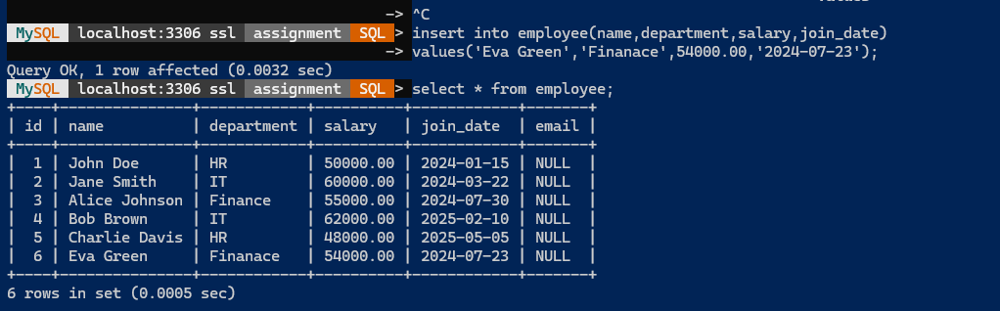 -> ^C
MySQL localhost:3306 ssl assignment SQL > insert into employee(name,department,salary,join_date)
-> values('Eva Green','Finanace',54000.00,'2024-07-23');
Query OK, 1 row affected (0.0032 sec)
MySQL localhost:3306 ssl assignment SQL > select * from employee;
+----+---------------+------------+----------+------------+-------+
| id | name          | department | salary   | join_date  | email |
+----+---------------+------------+----------+------------+-------+
|  1 | John Doe      | HR         | 50000.00 | 2024-01-15 | NULL  |
|  2 | Jane Smith    | IT         | 60000.00 | 2024-03-22 | NULL  |
|  3 | Alice Johnson | Finance    | 55000.00 | 2024-07-30 | NULL  |
|  4 | Bob Brown     | IT         | 62000.00 | 2025-02-10 | NULL  |
|  5 | Charlie Davis | HR         | 48000.00 | 2025-05-05 | NULL  |
|  6 | Eva Green     | Finanace   | 54000.00 | 2024-07-23 | NULL  |
+----+---------------+------------+----------+------------+-------+
6 rows in set (0.0005 sec)